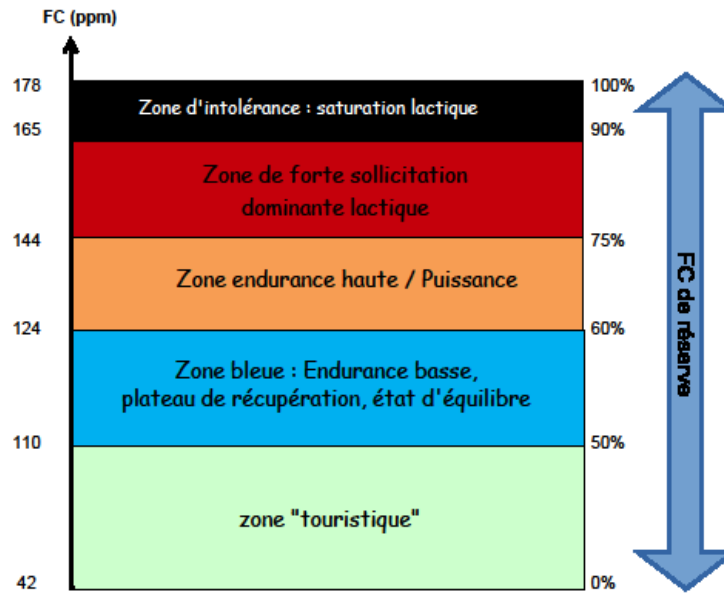 FC (ppm)
178
100%
Zone d'intolérance : saturation lactique
165
90%
Zone de forte sollicitation
dominante lactique
144
75%
Zone endurance haute / Puissance
124
60%
Zone bleue : Endurance basse,
plateau de récupération, état d'équilibre
110
50%
zone "touristique"
42
0%
FC de réserve